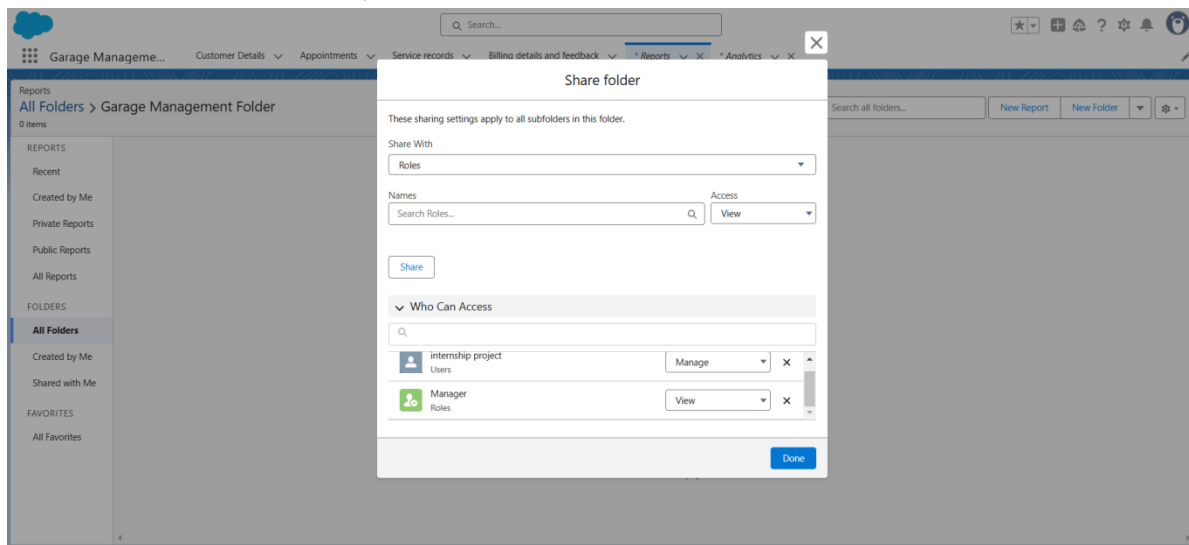 Search...
Garage Manageme...
Customer Details
Appointments
Service records
Billing details and feedback
* Reports
* Analytics
Share folder
Reports
All Folders > Garage Management Folder
0 items
Search all folders...
New Report
New Folder
These sharing settings apply to all subfolders in this folder.
Share With
Roles
Names
Access
Search Roles...
View
Share
Who Can Access
internship project
Users
Manage
Manager
Roles
View
Done
REPORTS
Recent
Created by Me
Private Reports
Public Reports
All Reports
FOLDERS
All Folders
Created by Me
Shared with Me
FAVORITES
All Favorites